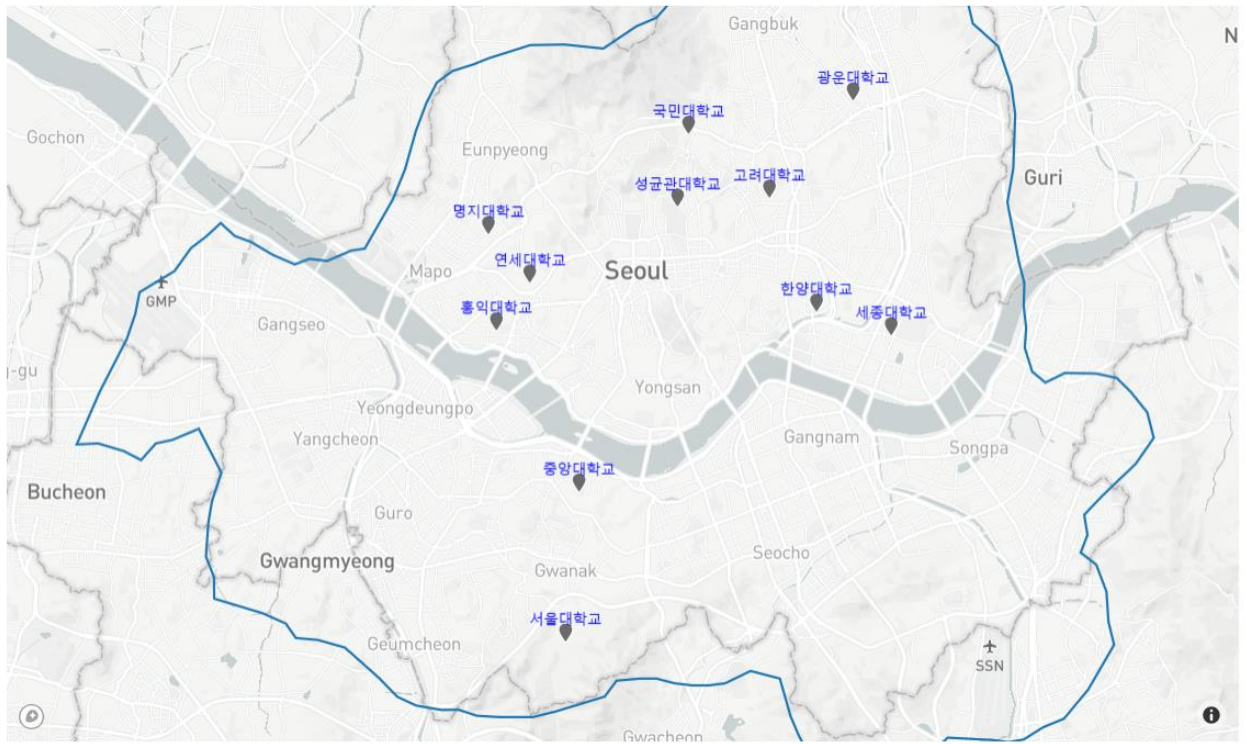 Gangbuk
N
광운대학교
국민대학교
Gochon
Eunpyeong
성균관대학교
고려대학교
Guri
명지대학교
연세대학교
Seoul
Mapo
한양대학교
GMP
홍익대학교
세종대학교
Gangseo
-gu
Yongsan
Yeongdeungpo
Yangcheon
Gangnam
Songpa
중앙대학교
Bucheon
Guro
Seocho
Gwangmyeong
Gwanak
서울대학교
Geumcheon
SSN
Gwacheon